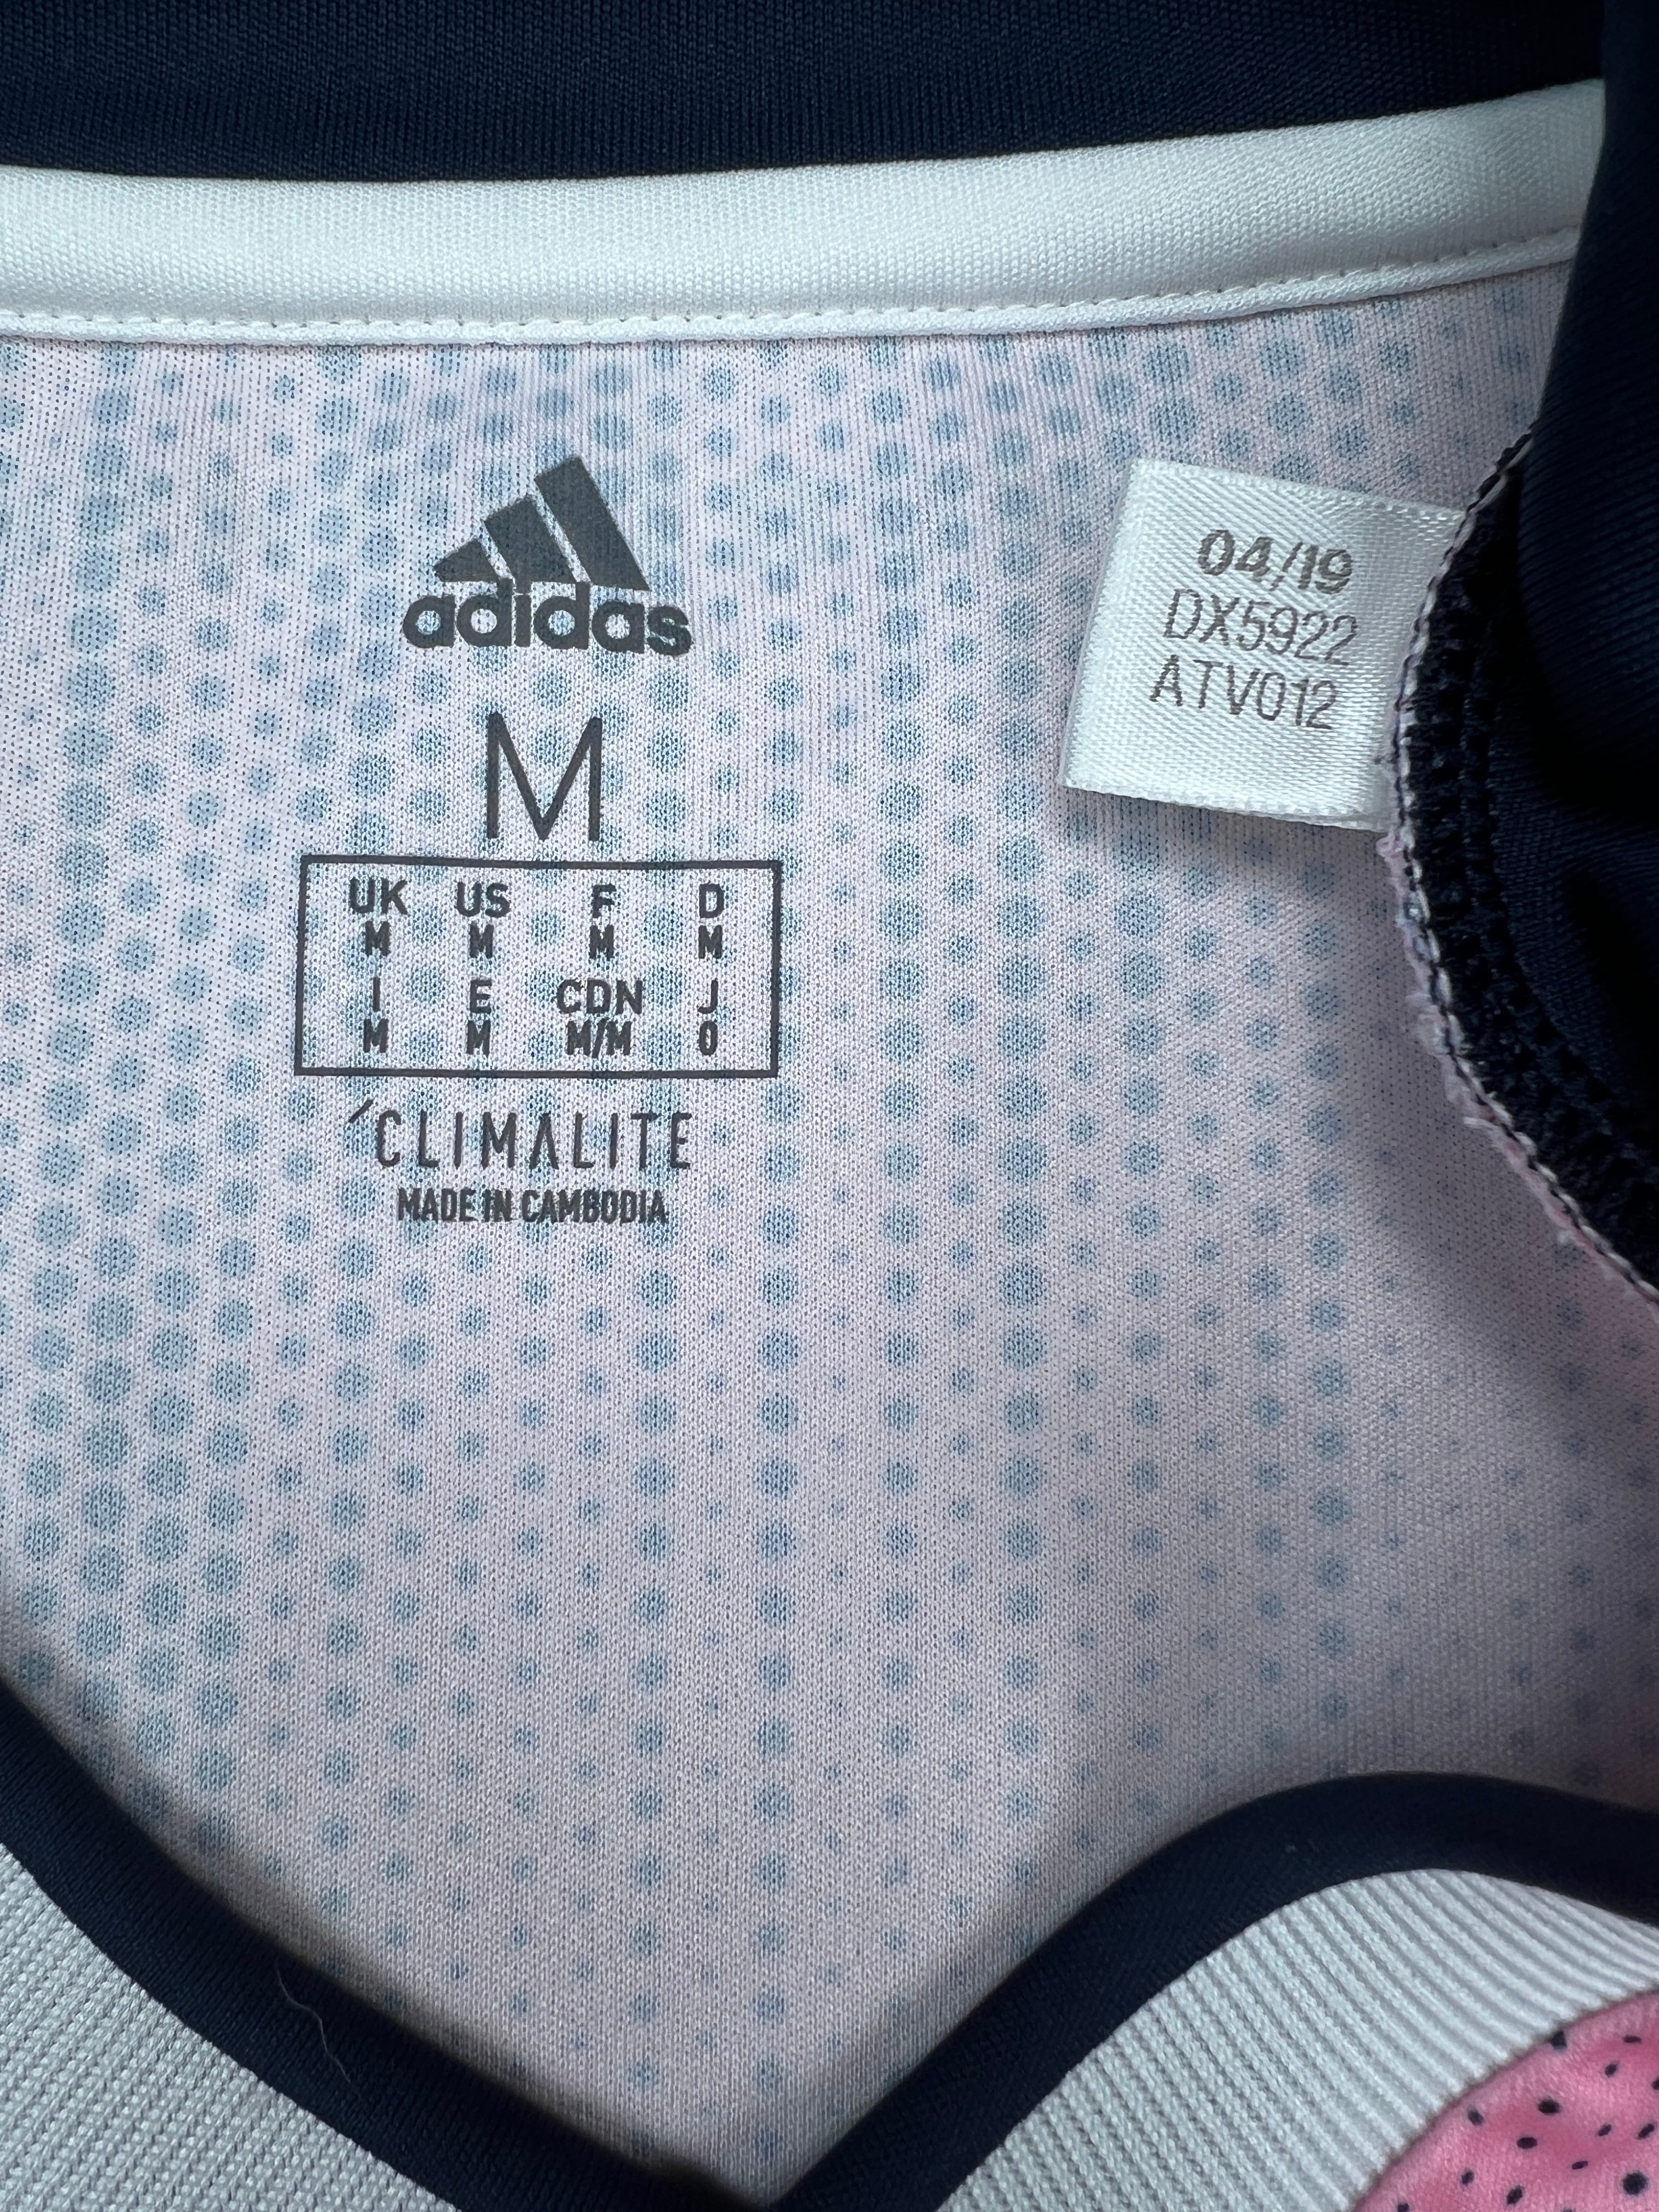 adidas
M
UK US F D
M M M M
I E CDN J
M M M/M O
´CLIMALITE
MADE IN CAMBODIA
04/19
DX5922
ATV012